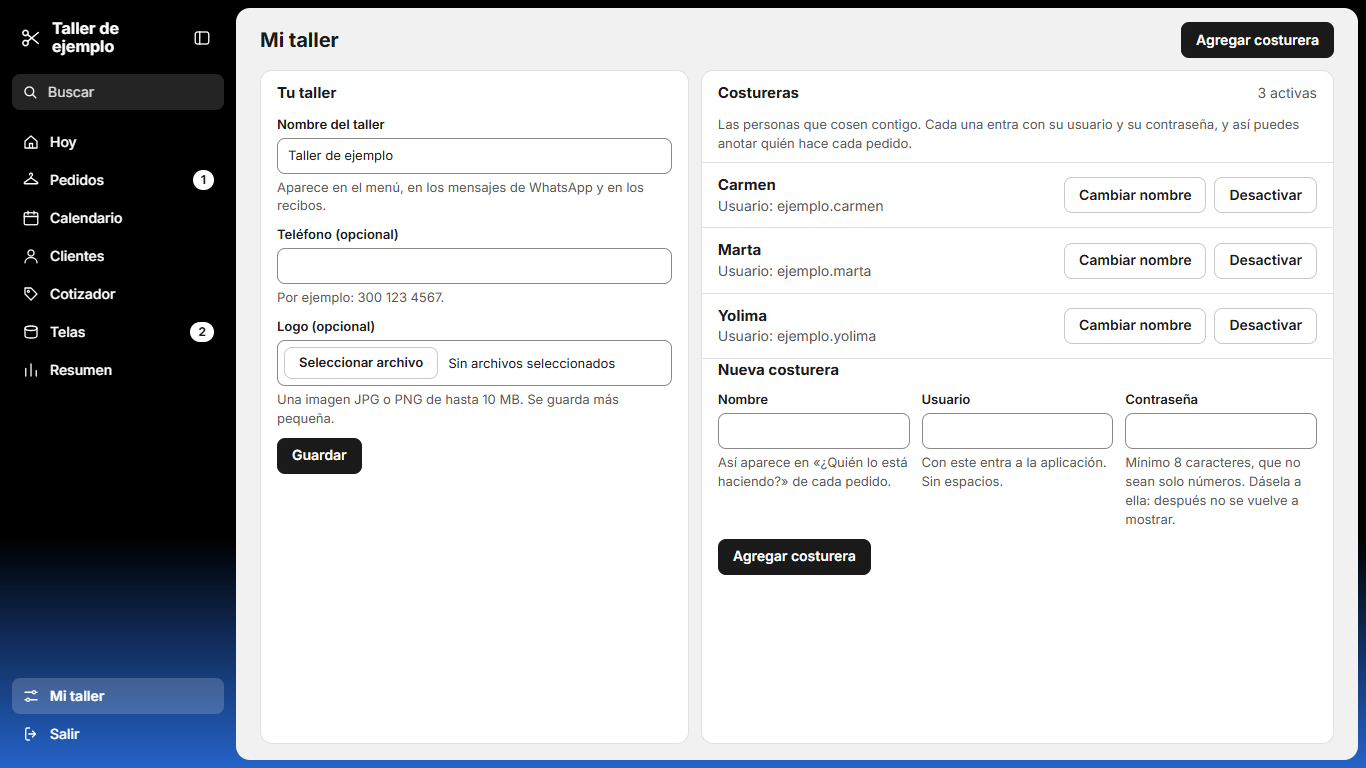 Taller de
ejemplo
Buscar
Hoy
Pedidos 1
Calendario
Clientes
Cotizador
Telas 2
Resumen
Mi taller
Salir
Mi taller
Agregar costurera
Tu taller
Nombre del taller
Taller de ejemplo
Aparece en el menú, en los mensajes de WhatsApp y en los
recibos.
Teléfono (opcional)
Por ejemplo: 300 123 4567.
Logo (opcional)
Seleccionar archivo Sin archivos seleccionados
Una imagen JPG o PNG de hasta 10 MB. Se guarda más
pequeña.
Guardar
Costureras 3 activas
Las personas que cosen contigo. Cada una entra con su usuario y su contraseña, y así puedes
anotar quién hace cada pedido.
Carmen
Usuario: ejemplo.carmen
Cambiar nombre Desactivar
Marta
Usuario: ejemplo.marta
Cambiar nombre Desactivar
Yolima
Usuario: ejemplo.yolima
Cambiar nombre Desactivar
Nueva costurera
Nombre
Así aparece en «¿Quién lo está
haciendo?» de cada pedido.
Usuario
Con este entra a la aplicación.
Sin espacios.
Contraseña
Mínimo 8 caracteres, que no
sean solo números. Dásela a
ella: después no se vuelve a
mostrar.
Agregar costurera